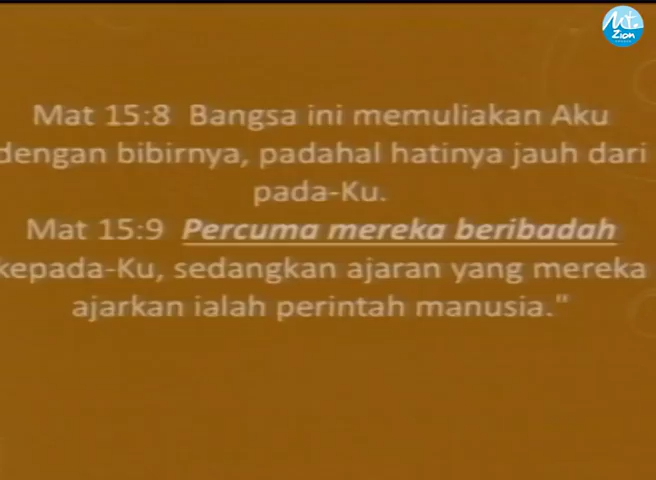 Mt.
Zion
Mat 15:8 Bangsa ini memuliakan Aku
dengan bibirnya, padahal hatinya jauh dari
pada-Ku.
Mat 15:9 Percuma mereka beribadah
kepada-Ku, sedangkan ajaran yang mereka
ajarkan ialah perintah manusia."